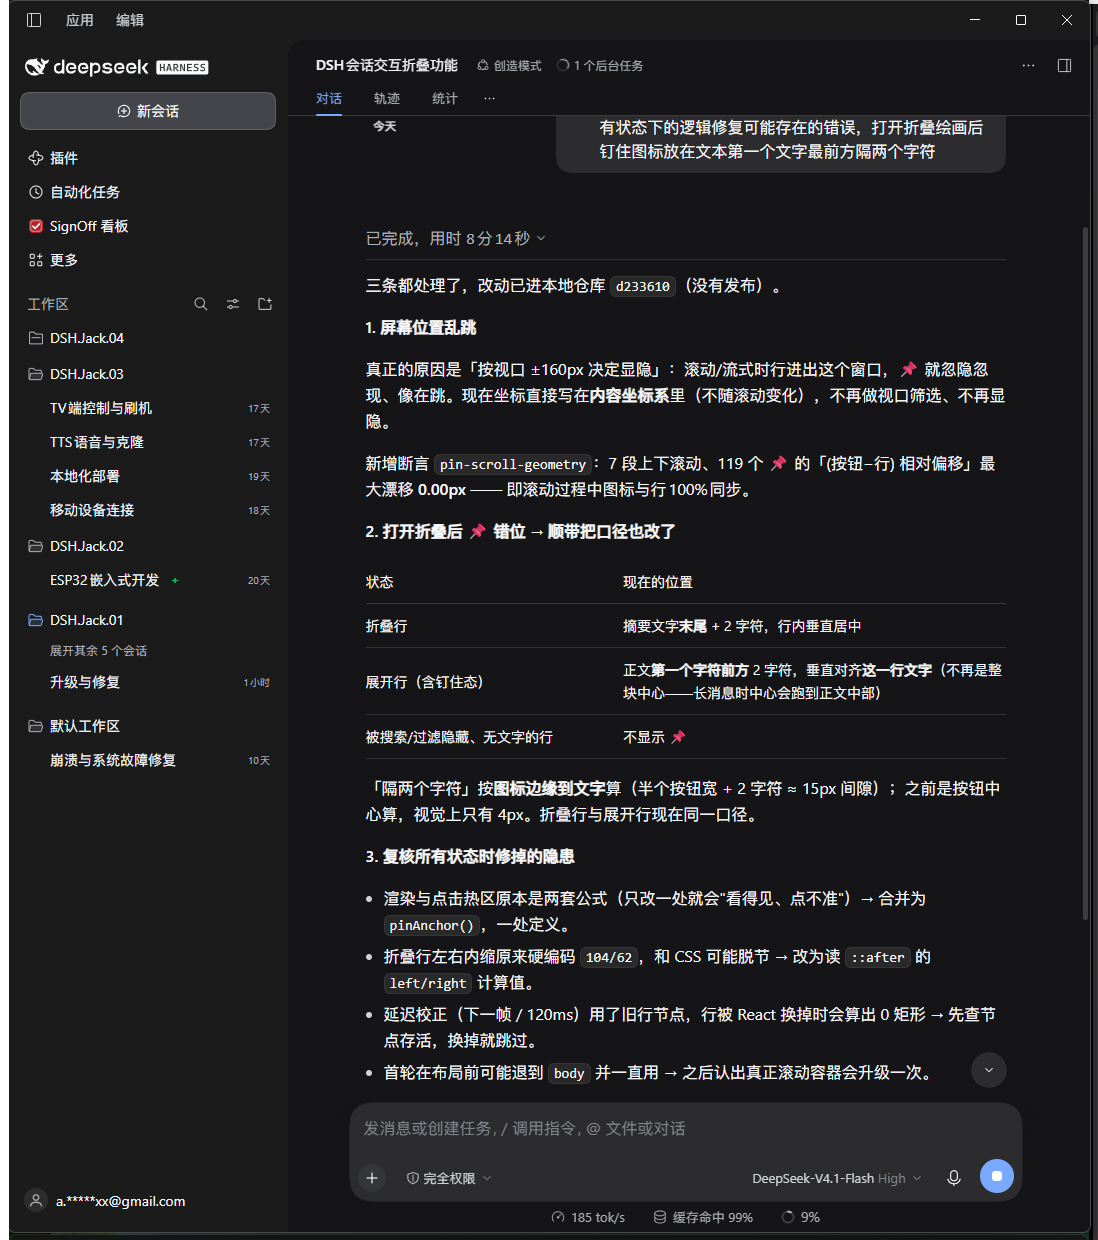 应用 编辑
deepseek HARNESS
新会话
插件
自动化任务
SignOff 看板
更多
工作区
DSHJack.04
DSHJack.03
TV端控制与刷机 17天
TTS语音与克隆 17天
本地化部署 19天
移动设备连接 18天
DSHJack.02
ESP32嵌入式开发 + 20天
DSHJack.01
展开其余 5 个会话
升级与修复 1小时
默认工作区
崩溃与系统故障修复 10天
a.*****xx@gmail.com
DSH会话交互折叠功能 创造模式 1 个后台任务 ···
对话 轨迹 统计 ···
今天
有状态下的逻辑修复可能存在的错误，打开折叠绘画后
钉住图标放在文本第一个文字最前方隔两个字符
已完成，用时 8分14秒
三条都处理了，改动已进本地仓库 d233610（没有发布）。
1. 屏幕位置乱跳
真正的原因是「按视口 ±160px 决定显隐」：滚动/流式时行进出这个窗口，📌 就忽隐忽
现、像在跳。现在坐标直接写在内容坐标系里（不随滚动变化），不再做视口筛选、不再显
隐。
新增断言 pin-scroll-geometry：7 段上下滚动、119 个 📌 的「(按钮−行) 相对偏移」最
大漂移 0.00px —— 即滚动过程中图标与行100%同步。
2. 打开折叠后 📌 错位 → 顺带把口径也改了
状态 现在的位置
折叠行 摘要文字末尾 + 2 字符，行内垂直居中
展开行（含钉住态） 正文第一个字符前方 2 字符，垂直对齐这一行文字（不再是整
块中心——长消息时中心会跑到正文中部）
被搜索/过滤隐藏、无文字的行 不显示 📌
「隔两个字符」按图标边缘到文字算（半个按钮宽 + 2 字符 ≈ 15px 间隙）；之前是按钮中
心算，视觉上只有 4px。折叠行与展开行现在同一口径。
3. 复核所有状态时修掉的隐患
• 渲染与点击热区原本是两套公式（只改一处就会"看得见、点不准"）→ 合并为
pinAnchor()，一处定义。
• 折叠行左右内缩原来硬编码 104/62，和 CSS 可能脱节 → 改为读 ::after 的
left/right 计算值。
• 延迟校正（下一帧 / 120ms）用了旧行节点，行被 React 换掉时会算出 0 矩形 → 先查节
点存活，换掉就跳过。
• 首轮在布局前可能退到 body 并一直用 → 之后认出真正滚动容器会升级一次。
发消息或创建任务, / 调用指令, @ 文件或对话
完全权限 DeepSeek-V4.1-Flash High
185 tok/s 缓存命中 99% 9%